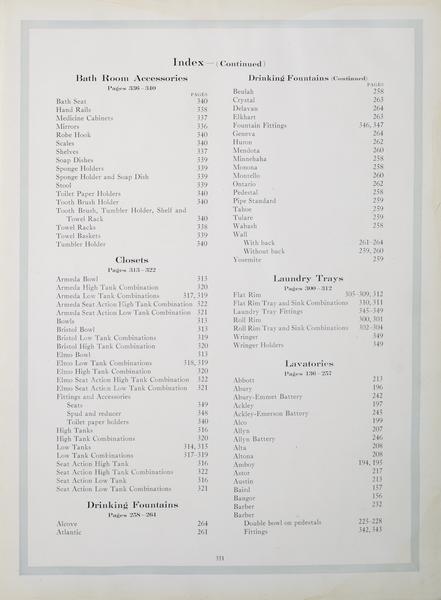 Index—(Continued)
Bath Room Accessories
Pages 336-340
PAGES
Bath Seat 340
Hand Rails 338
Medicine Cabinets 337
Mirrors 336
Robe Hook 340
Scales 340
Shelves 337
Soap Dishes 339
Sponge Holders 339
Sponge Holder and Soap Dish 339
Stool 339
Toilet Paper Holders 340
Tooth Brush Holder 340
Tooth Brush, Tumbler Holder, Shelf and
Towel Rack 340
Towel Racks 338
Towel Baskets 339
Tumbler Holder 340
Closets
Pages 313-322
Armeda Bowl 313
Armeda High Tank Combination 320
Armeda Low Tank Combinations 317, 319
Armeda Seat Action High Tank Combination 322
Armeda Seat Action Low Tank Combination 321
Bowls 313
Bristol Bowl 313
Bristol Low Tank Combinations 319
Bristol High Tank Combination 320
Elmo Bowl 313
Elmo Low Tank Combinations 318, 319
Elmo High Tank Combination 320
Elmo Seat Action High Tank Combination 322
Elmo Seat Action Low Tank Combination 321
Fittings and Accessories
Seats 349
Spud and reducer 348
Toilet paper holders 340
High Tanks 316
High Tank Combinations 320
Low Tanks 314, 315
Low Tank Combinations 317-319
Seat Action High Tank 316
Seat Action High Tank Combinations 322
Seat Action Low Tank 316
Seat Action Low Tank Combinations 321
Drinking Fountains
Pages 258-264
Alcove 264
Atlantic 261
Drinking Fountains (Continued)
PAGES
Beulah 258
Crystal 263
Delavan 264
Elkhart 263
Fountain Fittings 346, 347
Geneva 264
Huron 262
Mendota 260
Minnehaha 258
Monona 258
Montello 260
Ontario 262
Pedestal 258
Pipe Standard 259
Tahoe 259
Tulare 259
Wabash 258
Wall
With back 261-264
Without back 259, 260
Yosemite 259
Laundry Trays
Pages 300-312
Flat Rim 305-309, 312
Flat Rim Tray and Sink Combinations 310, 311
Laundry Tray Fittings 345-349
Roll Rim 300, 301
Roll Rim Tray and Sink Combinations 302-304
Wringer 349
Wringer Holders 349
Lavatories
Pages 136-257
Abbott 213
Abury 196
Abury-Emmet Battery 242
Ackley 197
Ackley-Emerson Battery 245
Alco 199
Allyn 207
Allyn Battery 246
Alta 208
Altona 208
Amboy 194, 195
Astor 217
Austin 213
Baird 157
Bangor 156
Barber 232
Barber
Double bowl on pedestals 225-228
Fittings 342, 343